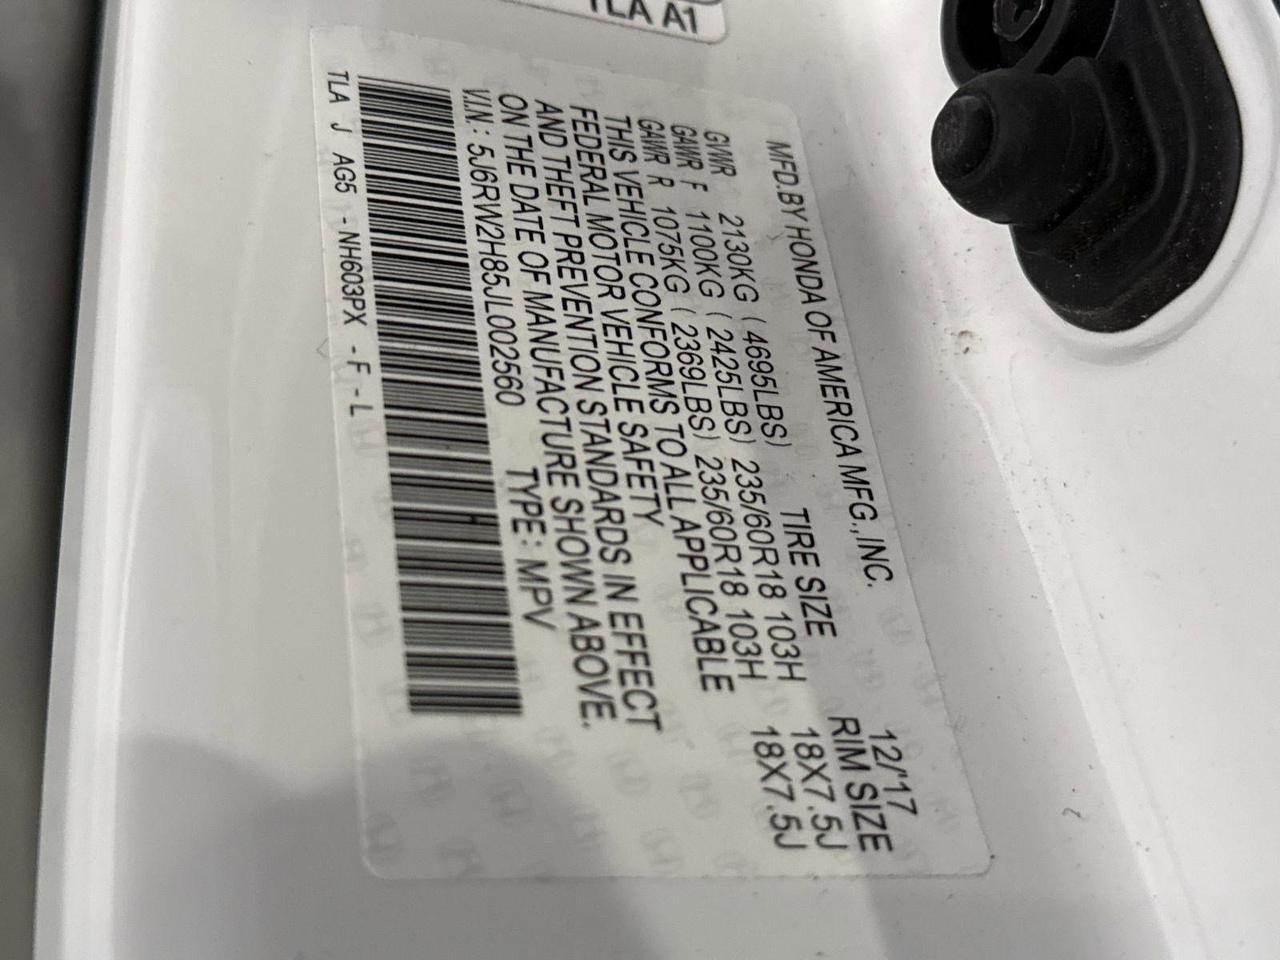 TLA A1
MFD.BY HONDA OF AMERICA MFG.,INC. 12/'17
GVWR 2130KG ( 4695LBS) TIRE SIZE RIM SIZE
GAWR F 1100KG ( 2425LBS) 235/60R18 103H 18X7.5J
GAWR R 1075KG ( 2369LBS) 235/60R18 103H 18X7.5J
THIS VEHICLE CONFORMS TO ALL APPLICABLE
FEDERAL MOTOR VEHICLE SAFETY
AND THEFT PREVENTION STANDARDS IN EFFECT
ON THE DATE OF MANUFACTURE SHOWN ABOVE.
V.I.N : 5J6RW2H85JL002560 TYPE : MPV
TLA J AG5 - NH603PX - F - L